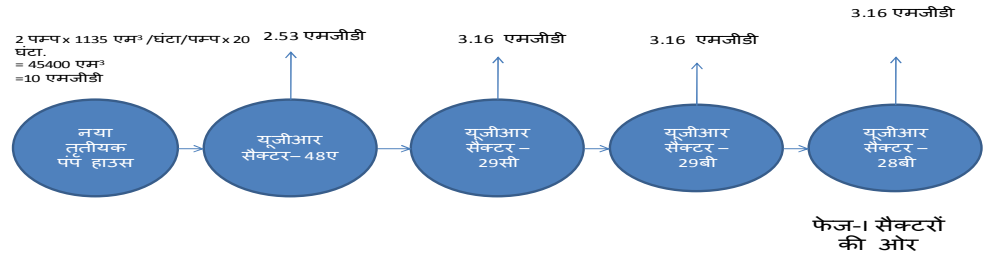 2 पम्प x 1135 एम³ /घंटा/पम्प x 20
घंटा.
= 45400 एम³
=10 एमजीडी
2.53 एमजीडी
3.16 एमजीडी
3.16 एमजीडी
3.16 एमजीडी
नया
तृतीयक
पंप हाउस
यूजीआर
सैक्टर– 48ए
यूजीआर
सैक्टर –
29सी
यूजीआर
सैक्टर –
29बी
यूजीआर
सैक्टर –
28बी
फेज-I सैक्टरों
की ओर